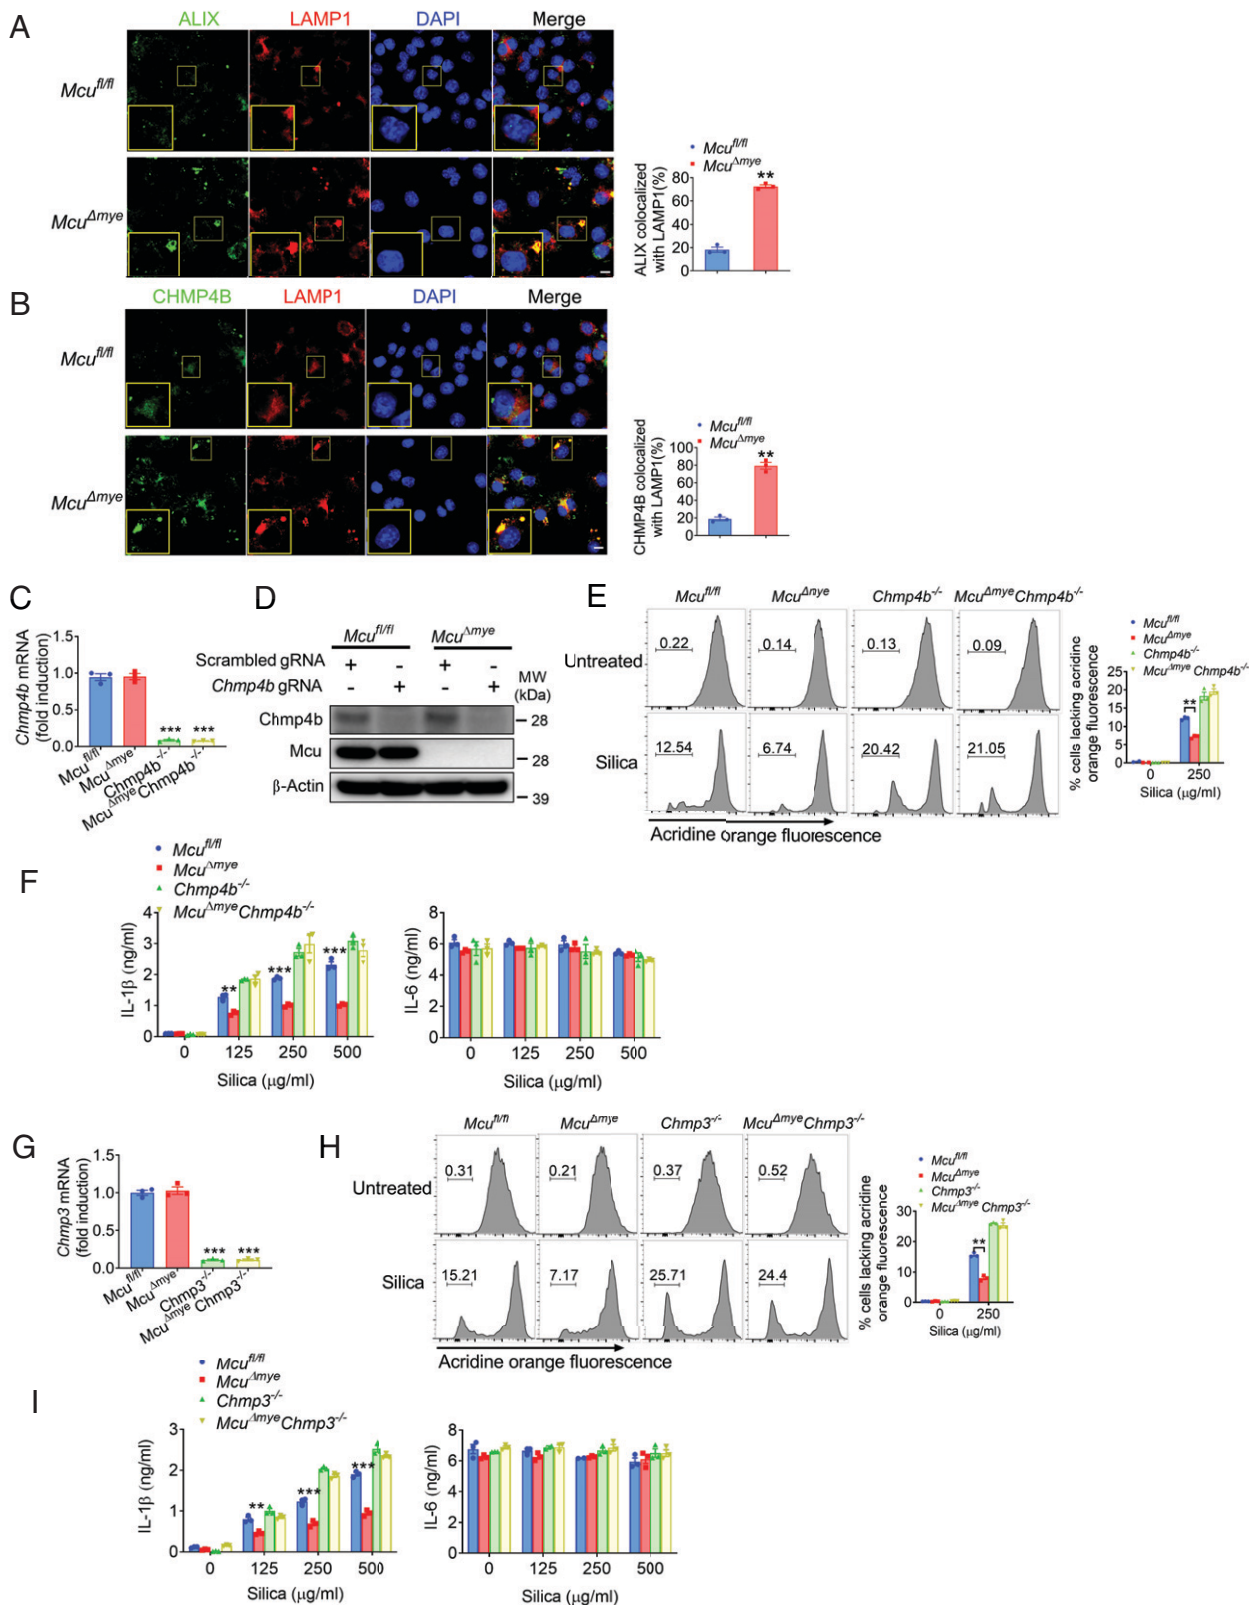 A
ALIX LAMP1 DAPI Merge
Mcu^fl/fl
Mcu^Δmye
Mcu^fl/fl
Mcu^Δmye
ALIX colocalized
with LAMP1(%)
80
60
40
20
0
**
B
CHMP4B LAMP1 DAPI Merge
Mcu^fl/fl
Mcu^Δmye
Mcu^fl/fl
Mcu^Δmye
CHMP4B colocalized
with LAMP1(%)
100
80
60
40
20
0
**
C
Chmp4b mRNA
(fold induction)
1.5
1.0
0.5
0.0
*** ***
Mcu^fl/fl
Mcu^Δmye
Chmp4b^-/-
Mcu^Δmye Chmp4b^-/-
D
Mcu^fl/fl Mcu^Δmye
Scrambled gRNA + - + -
Chmp4b gRNA - + - +
MW
(kDa)
Chmp4b 28
Mcu 28
β-Actin 39
E
Mcu^fl/fl Mcu^Δmye Chmp4b^-/- Mcu^Δmye Chmp4b^-/-
Untreated 0.22 0.14 0.13 0.09
Silica 12.54 6.74 20.42 21.05
Acridine orange fluorescence
Mcu^fl/fl
Mcu^Δmye
Chmp4b^-/-
Mcu^Δmye Chmp4b^-/-
% cells lacking acridine
orange fluorescence
25
20
15
10
5
0
**
0 250
Silica (µg/ml)
F
Mcu^fl/fl
Mcu^Δmye
Chmp4b^-/-
Mcu^Δmye Chmp4b^-/-
IL-1β (ng/ml)
4
3
2
1
0
** *** ***
0 125 250 500
Silica (µg/ml)
IL-6 (ng/ml)
8
6
4
2
0
0 125 250 500
Silica (µg/ml)
G
Chmp3 mRNA
(fold induction)
1.5
1.0
0.5
0.0
*** ***
Mcu^fl/fl
Mcu^Δmye
Chmp3^-/-
Mcu^Δmye Chmp3^-/-
H
Mcu^fl/fl Mcu^Δmye Chmp3^-/- Mcu^Δmye Chmp3^-/-
Untreated 0.31 0.21 0.37 0.52
Silica 15.21 7.17 25.71 24.4
Acridine orange fluorescence
Mcu^fl/fl
Mcu^Δmye
Chmp3^-/-
Mcu^Δmye Chmp3^-/-
% cells lacking acridine
orange fluorescence
30
20
10
0
**
0 250
Silica (µg/ml)
I
Mcu^fl/fl
Mcu^Δmye
Chmp3^-/-
Mcu^Δmye Chmp3^-/-
IL-1β (ng/ml)
3
2
1
0
** *** ***
0 125 250 500
Silica (µg/ml)
IL-6 (ng/ml)
8
6
4
2
0
0 125 250 500
Silica (µg/ml)